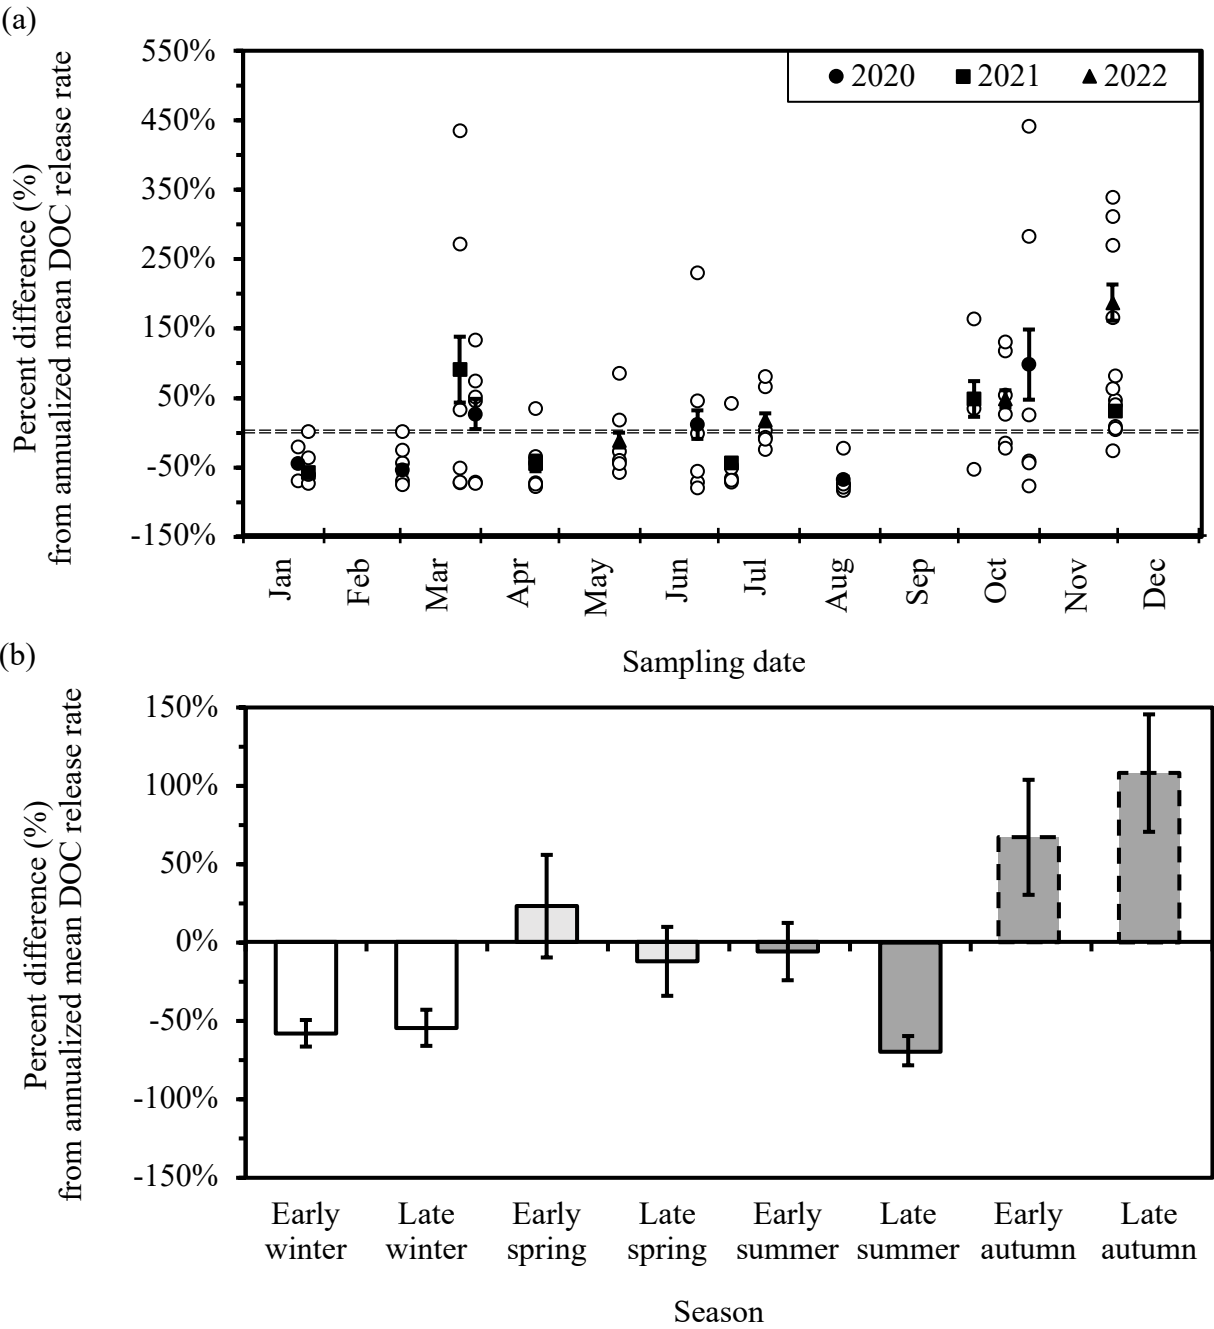 (a)
Percent difference (%)
from annualized mean DOC release rate
550%
450%
350%
250%
150%
50%
-50%
-150%
2020
2021
2022
Jan
Feb
Mar
Apr
May
Jun
Jul
Aug
Sep
Oct
Nov
Dec
Sampling date
(b)
Percent difference (%)
from annualized mean DOC release rate
150%
100%
50%
0%
-50%
-100%
-150%
Early
winter
Late
winter
Early
spring
Late
spring
Early
summer
Late
summer
Early
autumn
Late
autumn
Season